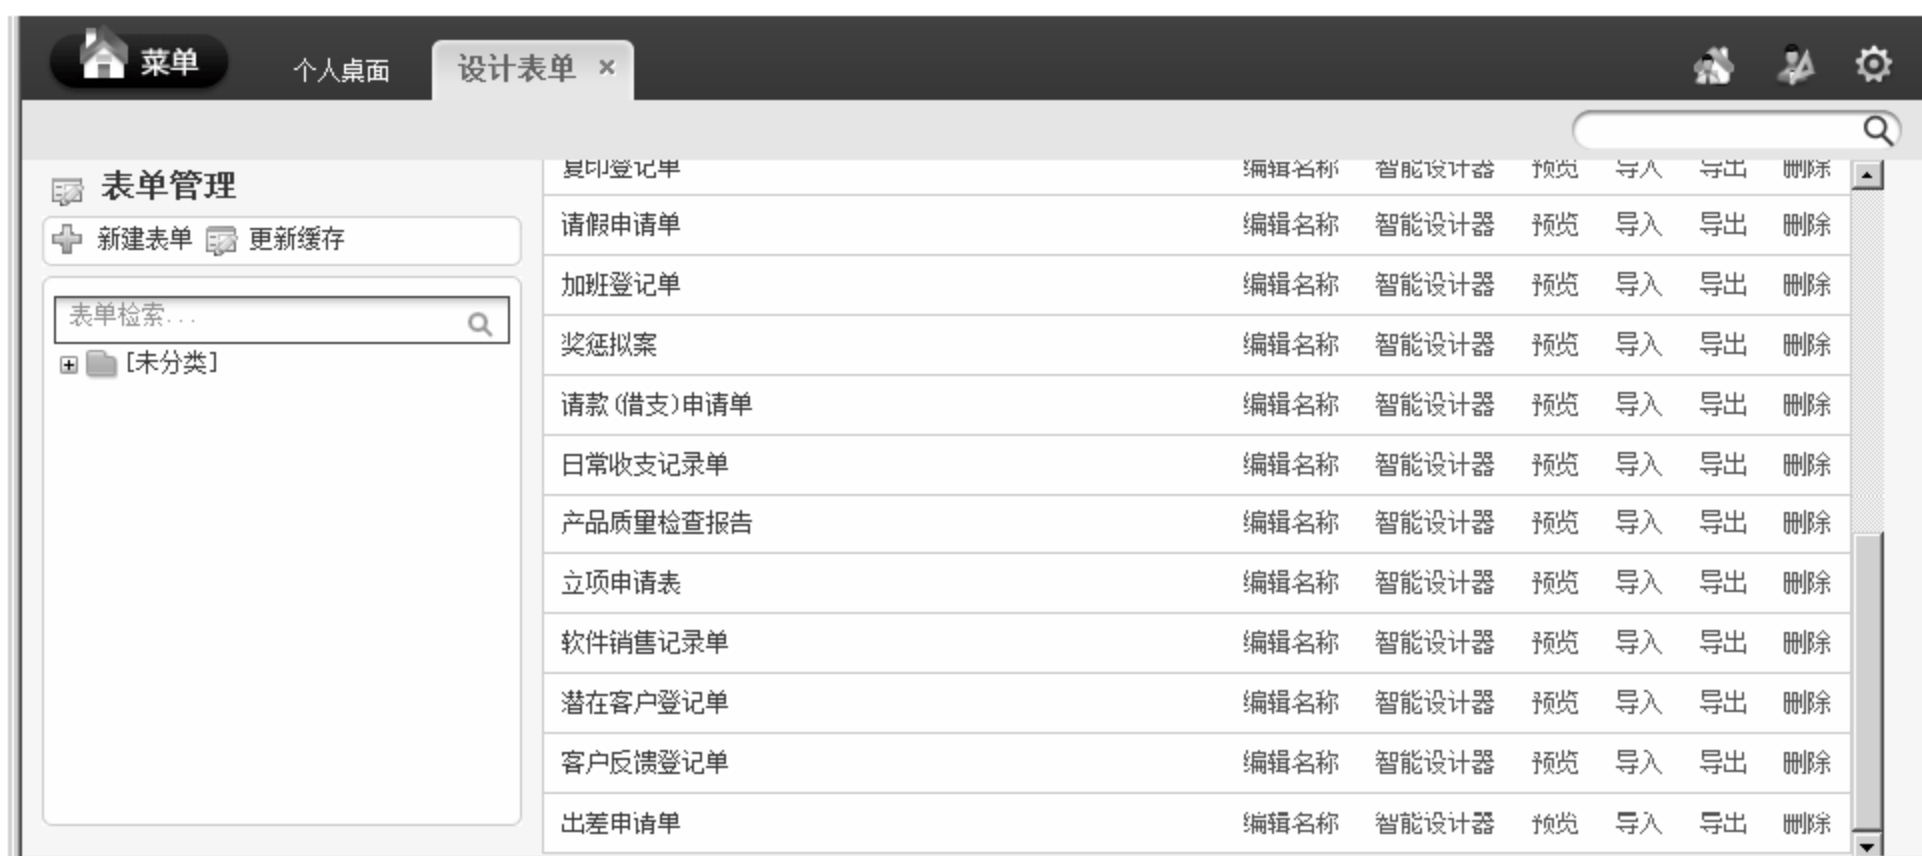 菜单 个人桌面 设计表单 ×
表单管理
新建表单 更新缓存
表单检索...
[未分类]
复印登记单 编辑名称 智能设计器 预览 导入 导出 删除
请假申请单 编辑名称 智能设计器 预览 导入 导出 删除
加班登记单 编辑名称 智能设计器 预览 导入 导出 删除
奖惩拟案 编辑名称 智能设计器 预览 导入 导出 删除
请款(借支)申请单 编辑名称 智能设计器 预览 导入 导出 删除
日常收支记录单 编辑名称 智能设计器 预览 导入 导出 删除
产品质量检查报告 编辑名称 智能设计器 预览 导入 导出 删除
立项申请表 编辑名称 智能设计器 预览 导入 导出 删除
软件销售记录单 编辑名称 智能设计器 预览 导入 导出 删除
潜在客户登记单 编辑名称 智能设计器 预览 导入 导出 删除
客户反馈登记单 编辑名称 智能设计器 预览 导入 导出 删除
出差申请单 编辑名称 智能设计器 预览 导入 导出 删除